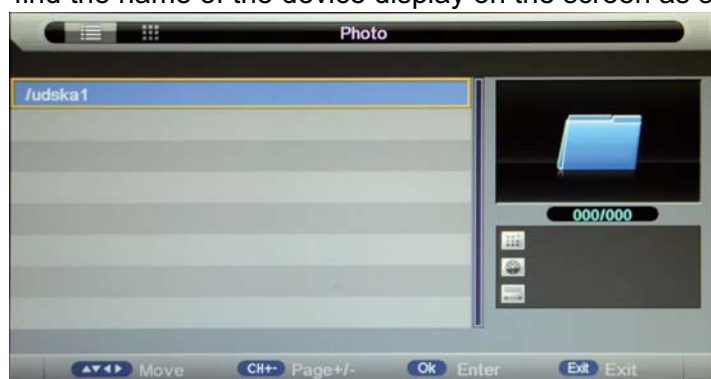 find the name of the device display on the screen as s
Photo
/udska1
000/000
▲▼◀▶ Move CH+- Page+/- Ok Enter Exit Exit